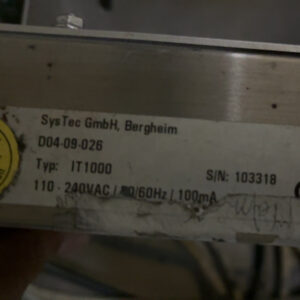 SysTec GmbH, Bergheim
D04-09-026
Typ: IT1000
S/N: 103318
110 - 240VAC / 50/60Hz / 100mA